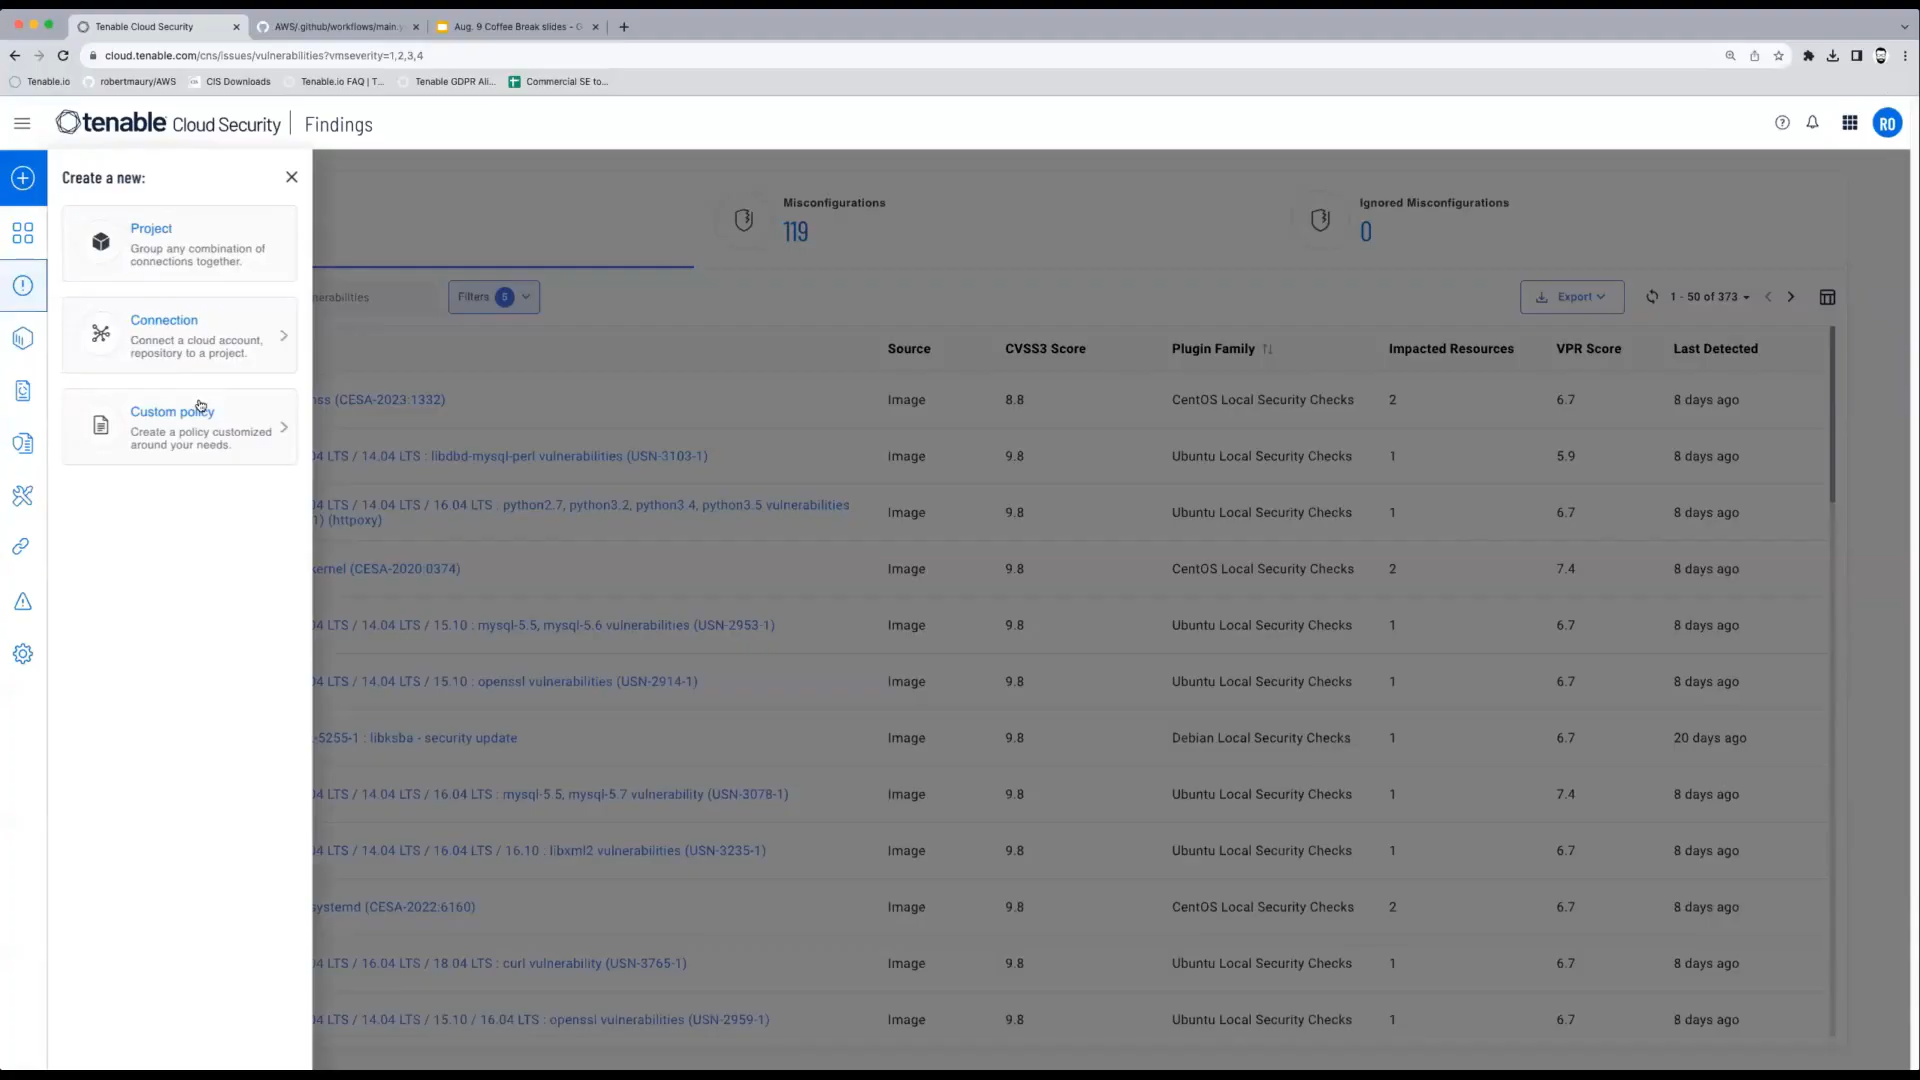 Tenable Cloud Security
AWS/.github/workflows/main.
Aug. 9 Coffee Break slides - G
cloud.tenable.com/cns/issues/vulnerabilities?vmseverity=1,2,3,4
Tenable.io
robertmaury/AWS
CIS Downloads
Tenable.io FAQ | T...
Tenable GDPR Ali...
Commercial SE to...
tenable Cloud Security | Findings
RO
Create a new:
Project
Group any combination of
connections together.
Connection
Connect a cloud account,
repository to a project.
Custom policy
Create a policy customized
around your needs.
Misconfigurations
119
Ignored Misconfigurations
0
nerabilities
Filters 5
Export
1 - 50 of 373
Source CVSS3 Score Plugin Family Impacted Resources VPR Score Last Detected
nss (CESA-2023:1332) Image 8.8 CentOS Local Security Checks 2 6.7 8 days ago
04 LTS / 14.04 LTS : libdbd-mysql-perl vulnerabilities (USN-3103-1) Image 9.8 Ubuntu Local Security Checks 1 5.9 8 days ago
04 LTS / 14.04 LTS / 16.04 LTS : python2.7, python3.2, python3.4, python3.5 vulnerabilities
1) (httpoxy) Image 9.8 Ubuntu Local Security Checks 1 6.7 8 days ago
kernel (CESA-2020:0374) Image 9.8 CentOS Local Security Checks 2 7.4 8 days ago
04 LTS / 14.04 LTS / 15.10 : mysql-5.5, mysql-5.6 vulnerabilities (USN-2953-1) Image 9.8 Ubuntu Local Security Checks 1 6.7 8 days ago
04 LTS / 14.04 LTS / 15.10 : openssl vulnerabilities (USN-2914-1) Image 9.8 Ubuntu Local Security Checks 1 6.7 8 days ago
-5255-1 : libksba - security update Image 9.8 Debian Local Security Checks 1 6.7 20 days ago
04 LTS / 14.04 LTS / 16.04 LTS : mysql-5.5, mysql-5.7 vulnerability (USN-3078-1) Image 9.8 Ubuntu Local Security Checks 1 7.4 8 days ago
04 LTS / 14.04 LTS / 16.04 LTS / 16.10 : libxml2 vulnerabilities (USN-3235-1) Image 9.8 Ubuntu Local Security Checks 1 6.7 8 days ago
systemd (CESA-2022:6160) Image 9.8 CentOS Local Security Checks 2 6.7 8 days ago
04 LTS / 16.04 LTS / 18.04 LTS : curl vulnerability (USN-3765-1) Image 9.8 Ubuntu Local Security Checks 1 6.7 8 days ago
04 LTS / 14.04 LTS / 15.10 / 16.04 LTS : openssl vulnerabilities (USN-2959-1) Image 9.8 Ubuntu Local Security Checks 1 6.7 8 days ago